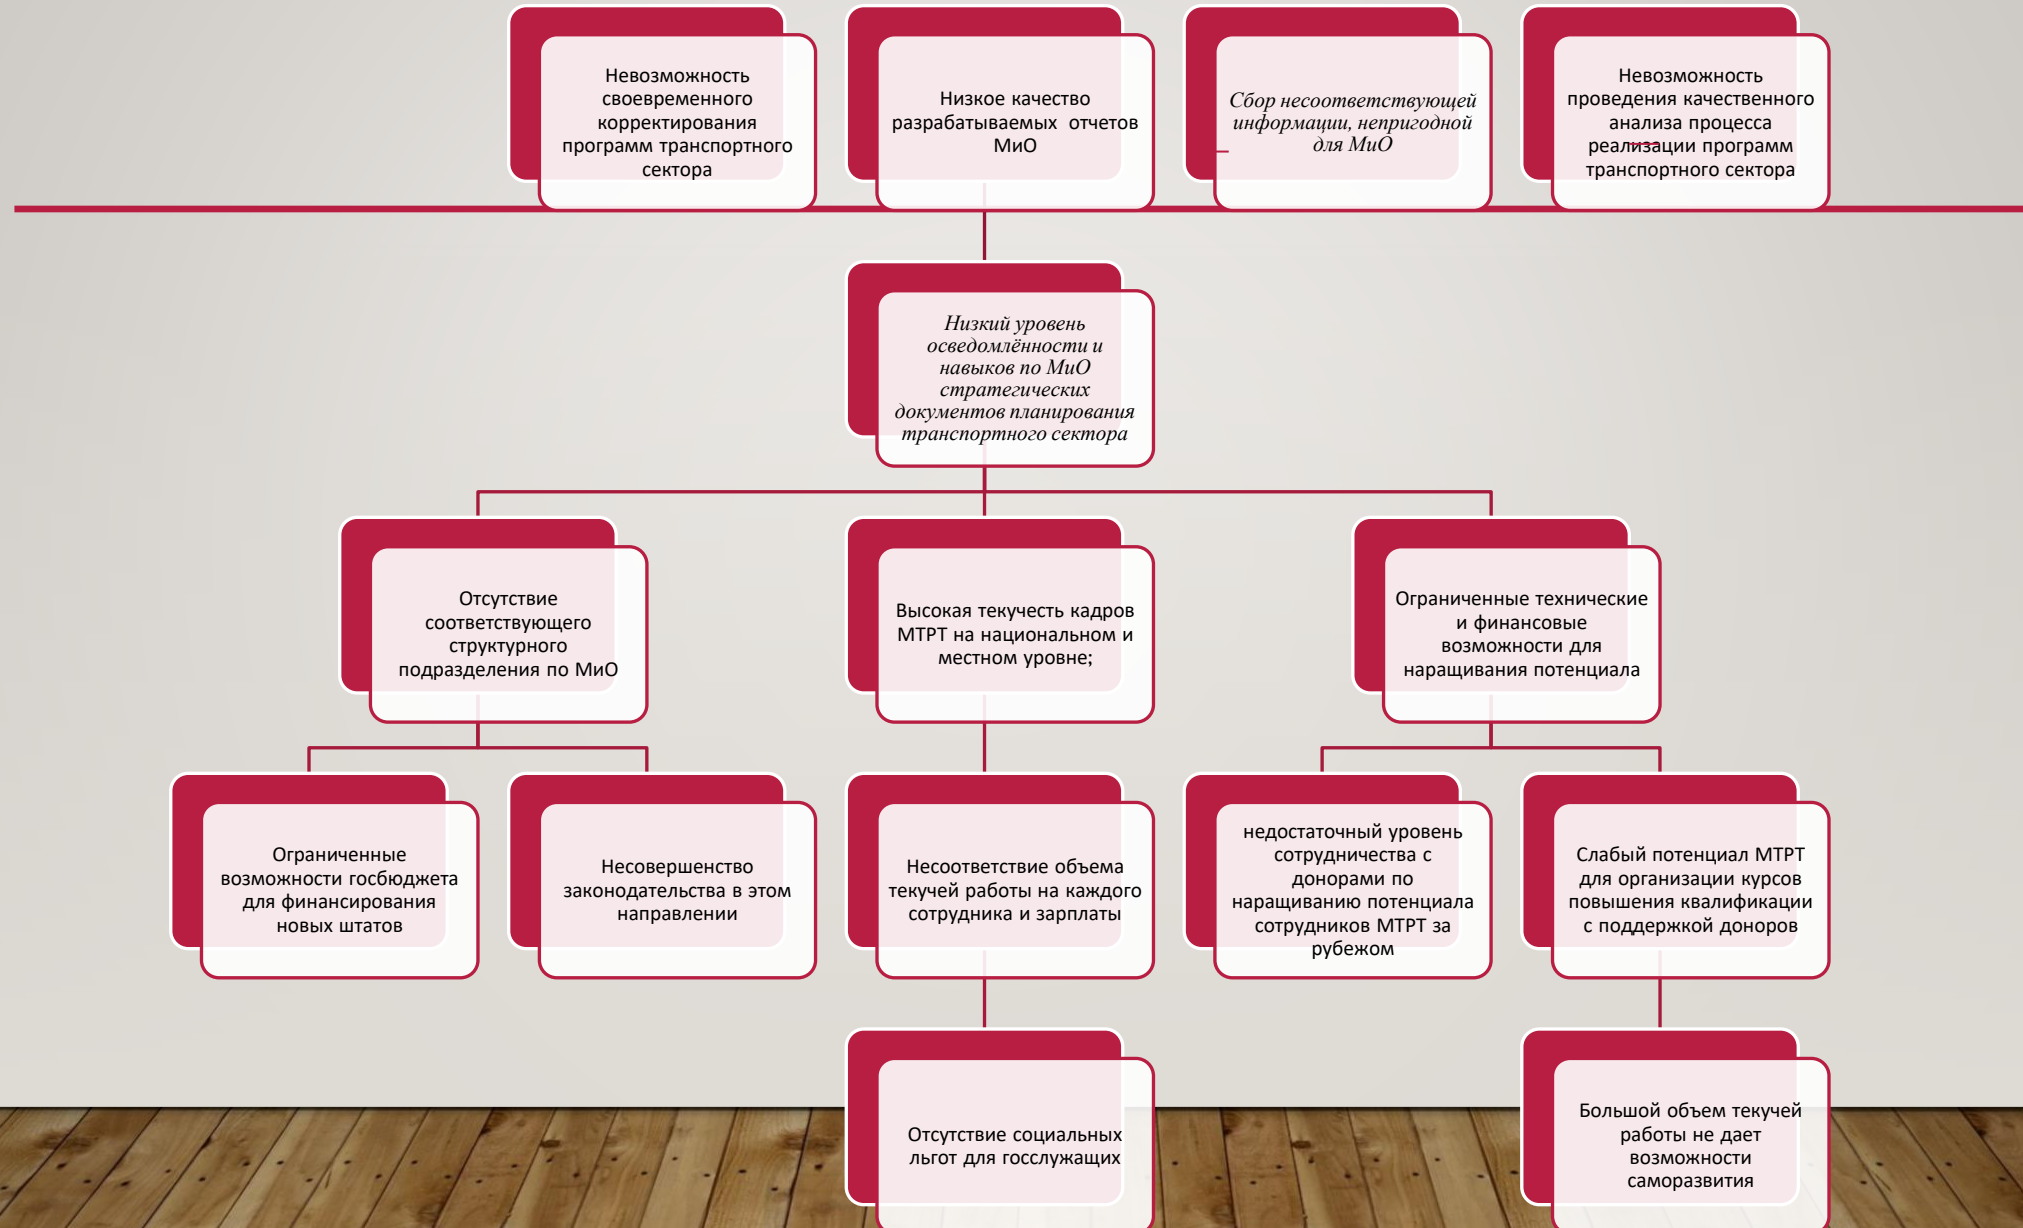 Невозможность
своевременного
корректирования
программ транспортного
сектора
Низкое качество
разрабатываемых отчетов
МиО
Сбор несоответствующей
информации, непригодной
для МиО
Невозможность
проведения качественного
анализа процесса
реализации программ
транспортного сектора
Низкий уровень
осведомлённости и
навыков по МиО
стратегических
документов планирования
транспортного сектора
Отсутствие
соответствующего
структурного
подразделения по МиО
Высокая текучесть кадров
МТРТ на национальном и
местном уровне;
Ограниченные технические
и финансовые
возможности для
наращивания потенциала
Ограниченные
возможности госбюджета
для финансирования
новых штатов
Несовершенство
законодательства в этом
направлении
Несоответствие объема
текучей работы на каждого
сотрудника и зарплаты
недостаточный уровень
сотрудничества с
донорами по
наращиванию потенциала
сотрудников МТРТ за
рубежом
Слабый потенциал МТРТ
для организации курсов
повышения квалификации
с поддержкой доноров
Отсутствие социальных
льгот для госслужащих
Большой объем текучей
работы не дает
возможности
саморазвития